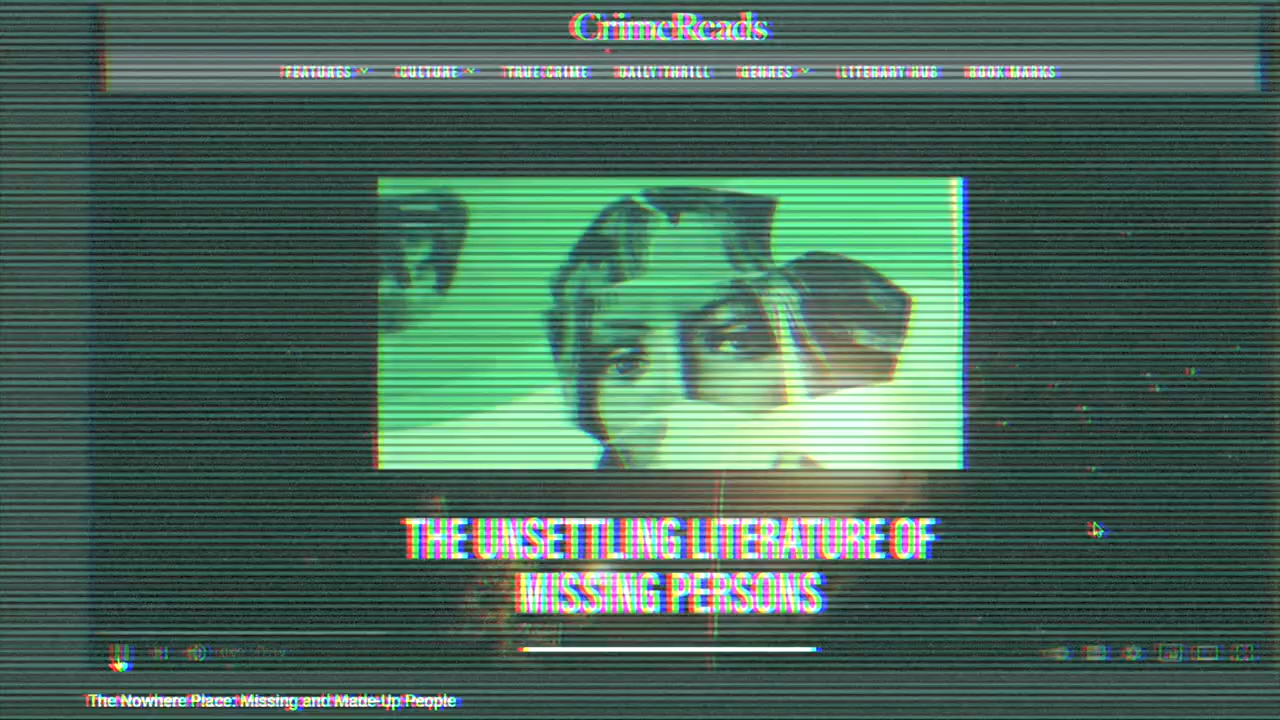 CrimeReads
FEATURES CULTURE TRUE CRIME DAILY THRILL GENRES LITERARY HUB BOOK MARKS
THE UNSETTLING LITERATURE OF
MISSING PERSONS
The Nowhere Place: Missing and Made-Up People